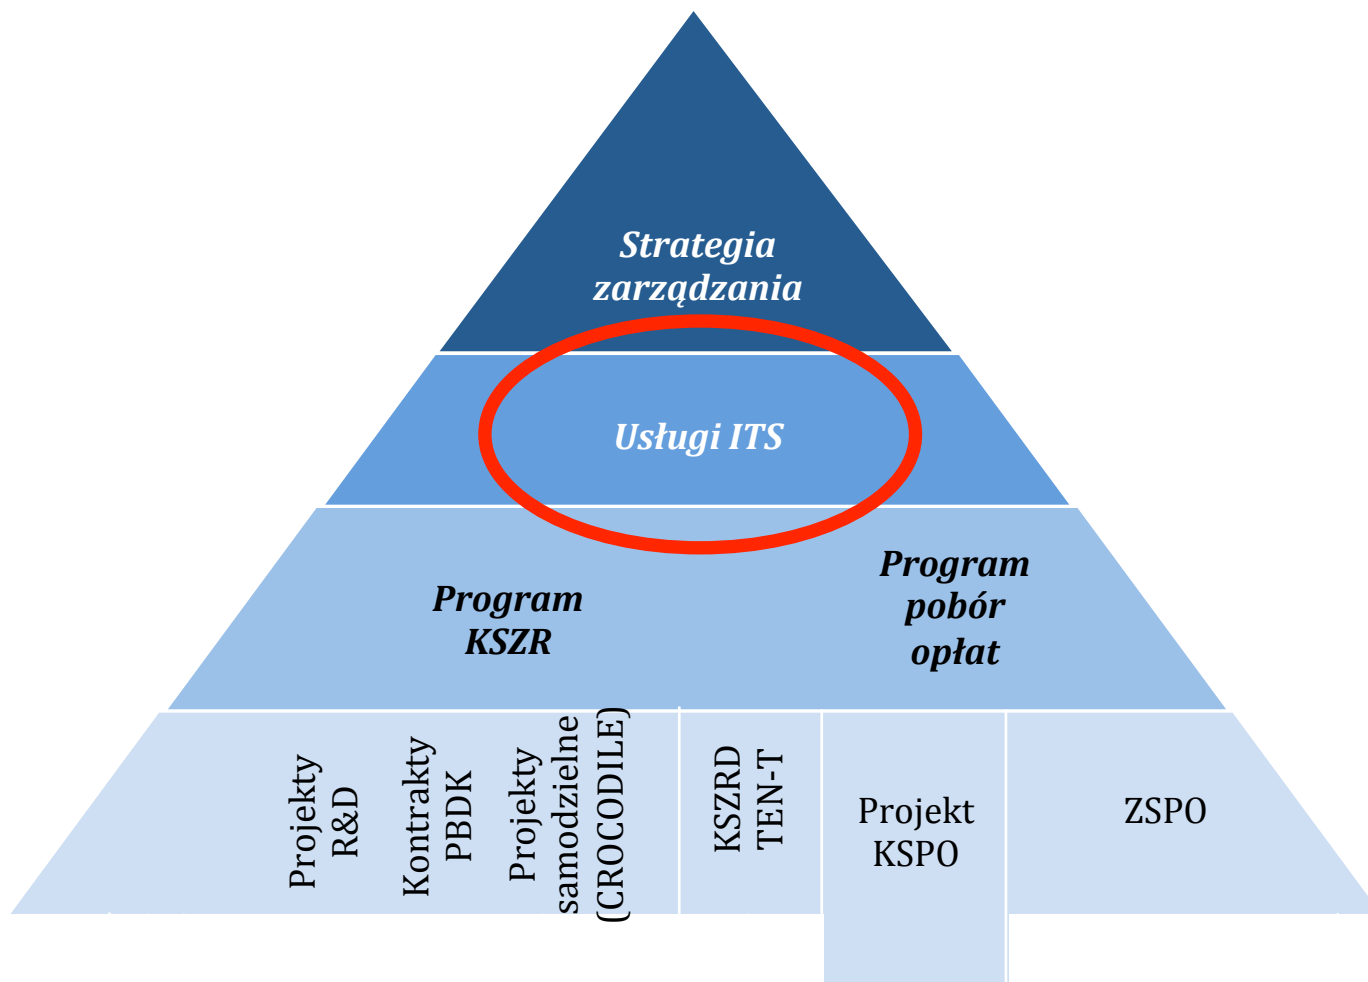 Strategia
zarządzania
Usługi ITS
Program
KSZR
Program
pobór
opłat
Projekty
R&D
Kontrakty
PBDK
Projekty
samodzielne
(CROCODILE)
KSZRD
TEN-T
Projekt
KSPO
ZSPO